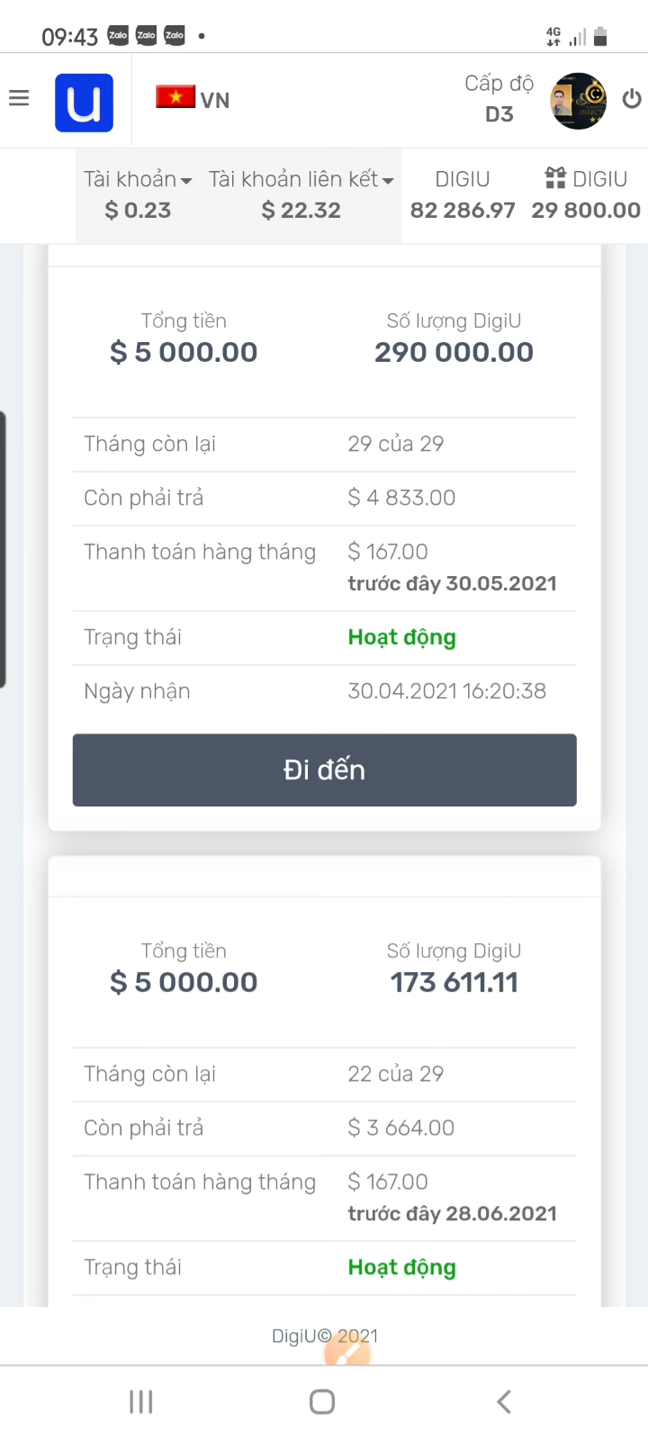 09:43 Zalo Zalo Zalo • 4G
U VN Cấp độ
D3
Tài khoản Tài khoản liên kết DIGIU DIGIU
$ 0.23 $ 22.32 82 286.97 29 800.00
Tổng tiền Số lượng DigiU
$ 5 000.00 290 000.00
Tháng còn lại 29 của 29
Còn phải trả $ 4 833.00
Thanh toán hàng tháng $ 167.00
trước đây 30.05.2021
Trạng thái Hoạt động
Ngày nhận 30.04.2021 16:20:38
Đi đến
Tổng tiền Số lượng DigiU
$ 5 000.00 173 611.11
Tháng còn lại 22 của 29
Còn phải trả $ 3 664.00
Thanh toán hàng tháng $ 167.00
trước đây 28.06.2021
Trạng thái Hoạt động
DigiU© 2021